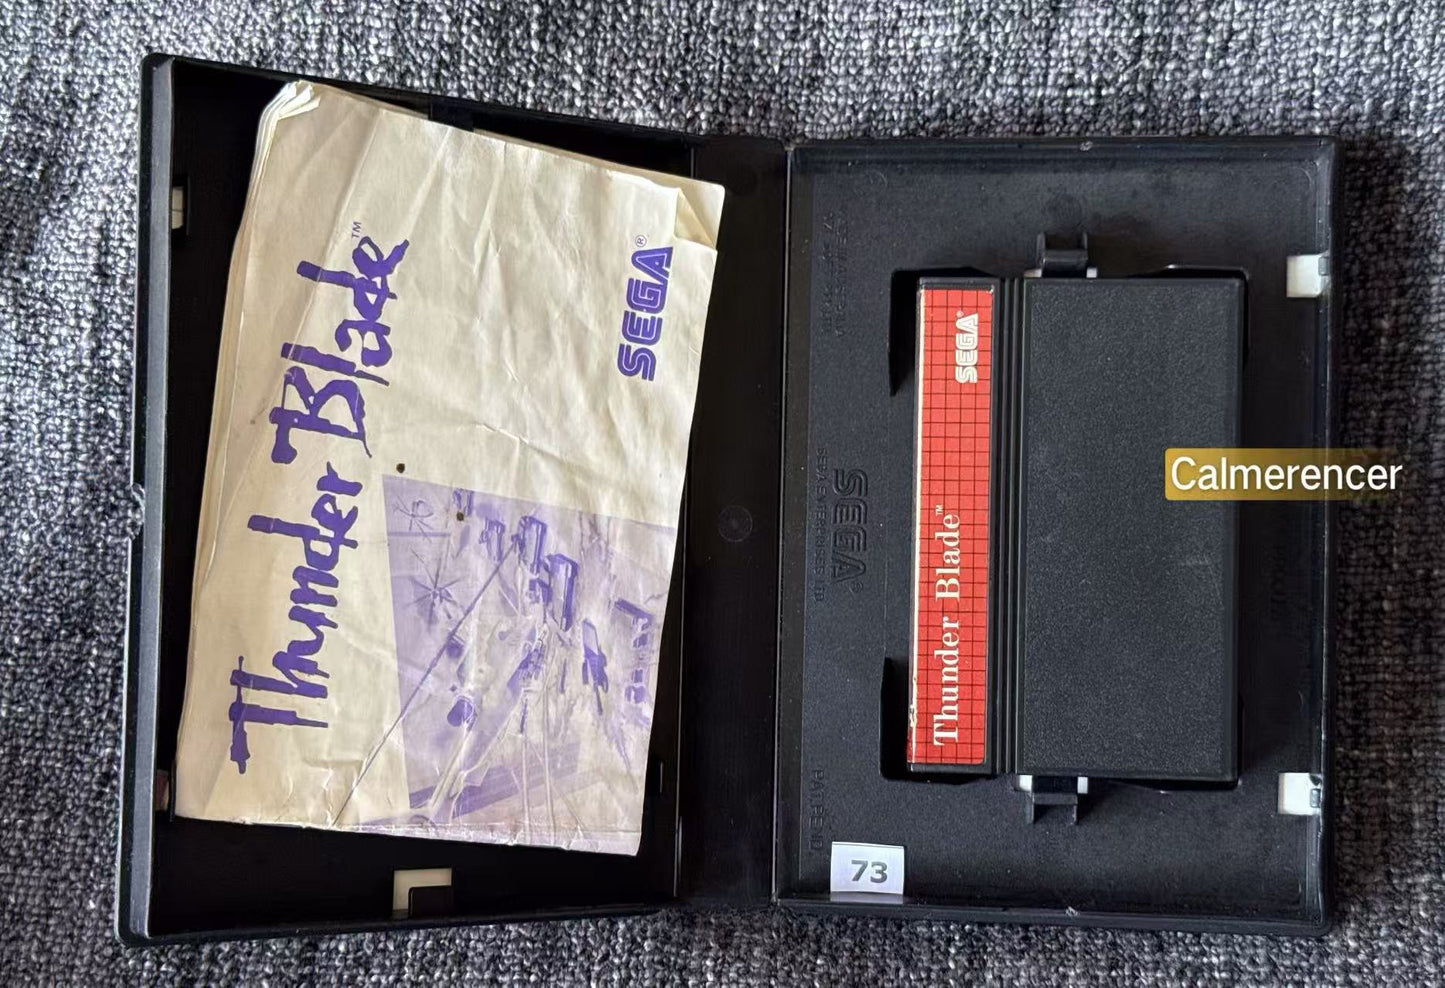 Thunder Blade™
SEGA®
SEGA®
Thunder Blade™
SEGA®
73
Calmerencer